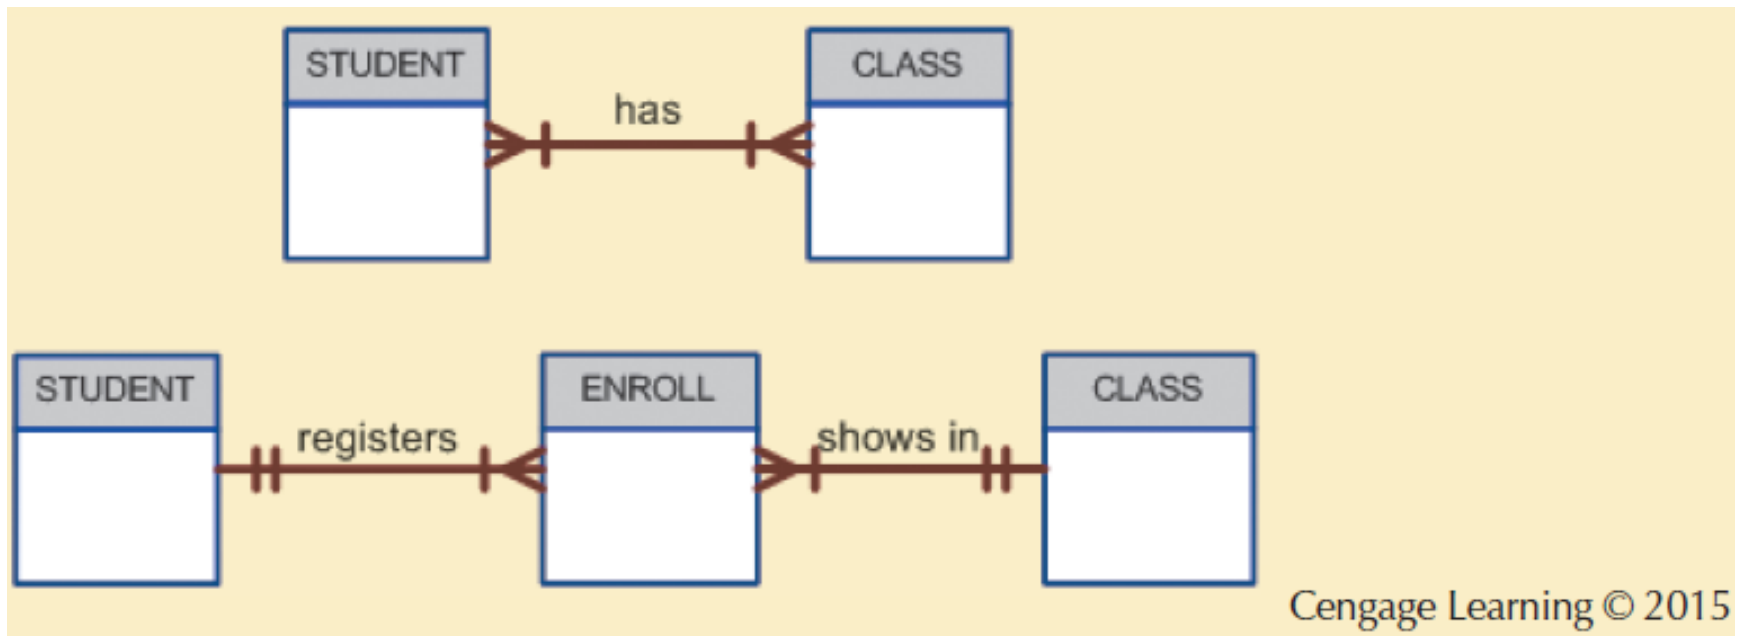 STUDENT
has
CLASS
STUDENT
registers
ENROLL
shows in
CLASS
Cengage Learning © 2015